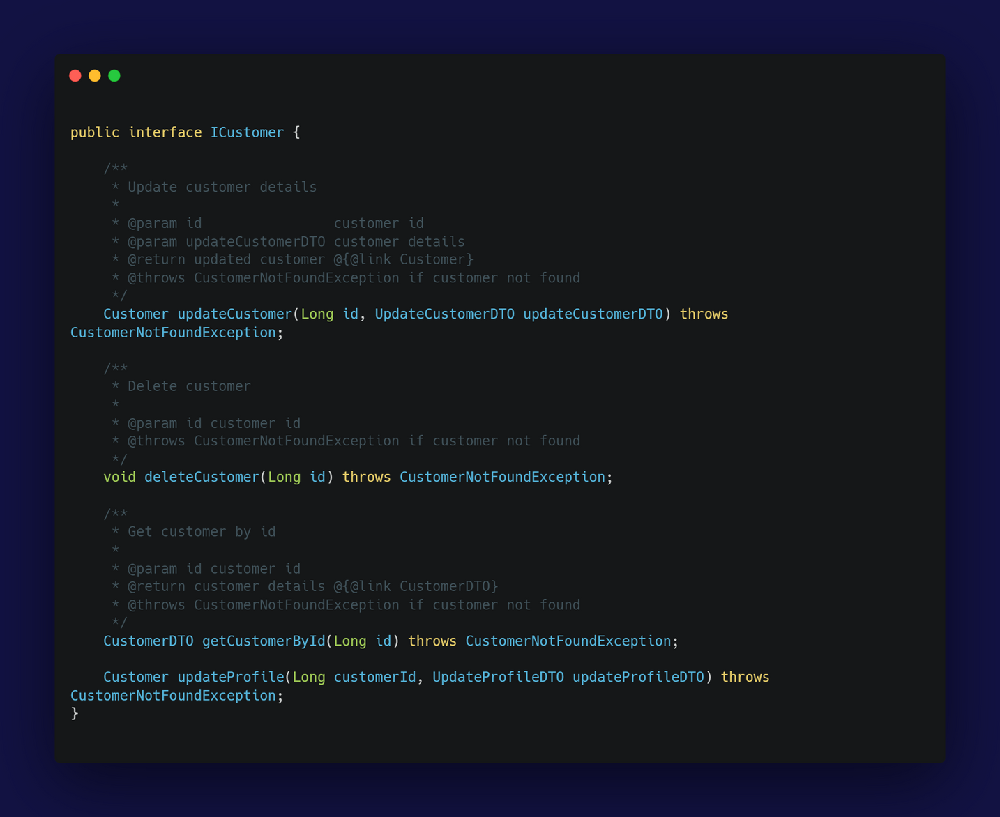 public interface ICustomer {
    /**
     * Update customer details
     *
     * @param id                customer id
     * @param updateCustomerDTO customer details
     * @return updated customer @{@link Customer}
     * @throws CustomerNotFoundException if customer not found
     */
    Customer updateCustomer(Long id, UpdateCustomerDTO updateCustomerDTO) throws
CustomerNotFoundException;
    /**
     * Delete customer
     *
     * @param id customer id
     * @throws CustomerNotFoundException if customer not found
     */
    void deleteCustomer(Long id) throws CustomerNotFoundException;
    /**
     * Get customer by id
     *
     * @param id customer id
     * @return customer details @{@link CustomerDTO}
     * @throws CustomerNotFoundException if customer not found
     */
    CustomerDTO getCustomerById(Long id) throws CustomerNotFoundException;
    Customer updateProfile(Long customerId, UpdateProfileDTO updateProfileDTO) throws
CustomerNotFoundException;
}